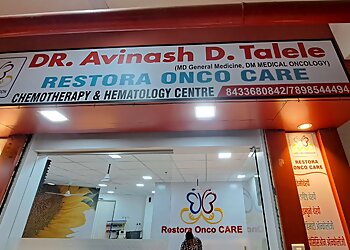 DR. Avinash D. Talele
(MD General Medicine, DM MEDICAL ONCOLOGY)
RESTORA ONCO CARE
CHEMOTHERAPY & HEMATOLOGY CENTRE 8433680842/7898544494
RESTORA
ONCO CARE
Restora Onco CARE